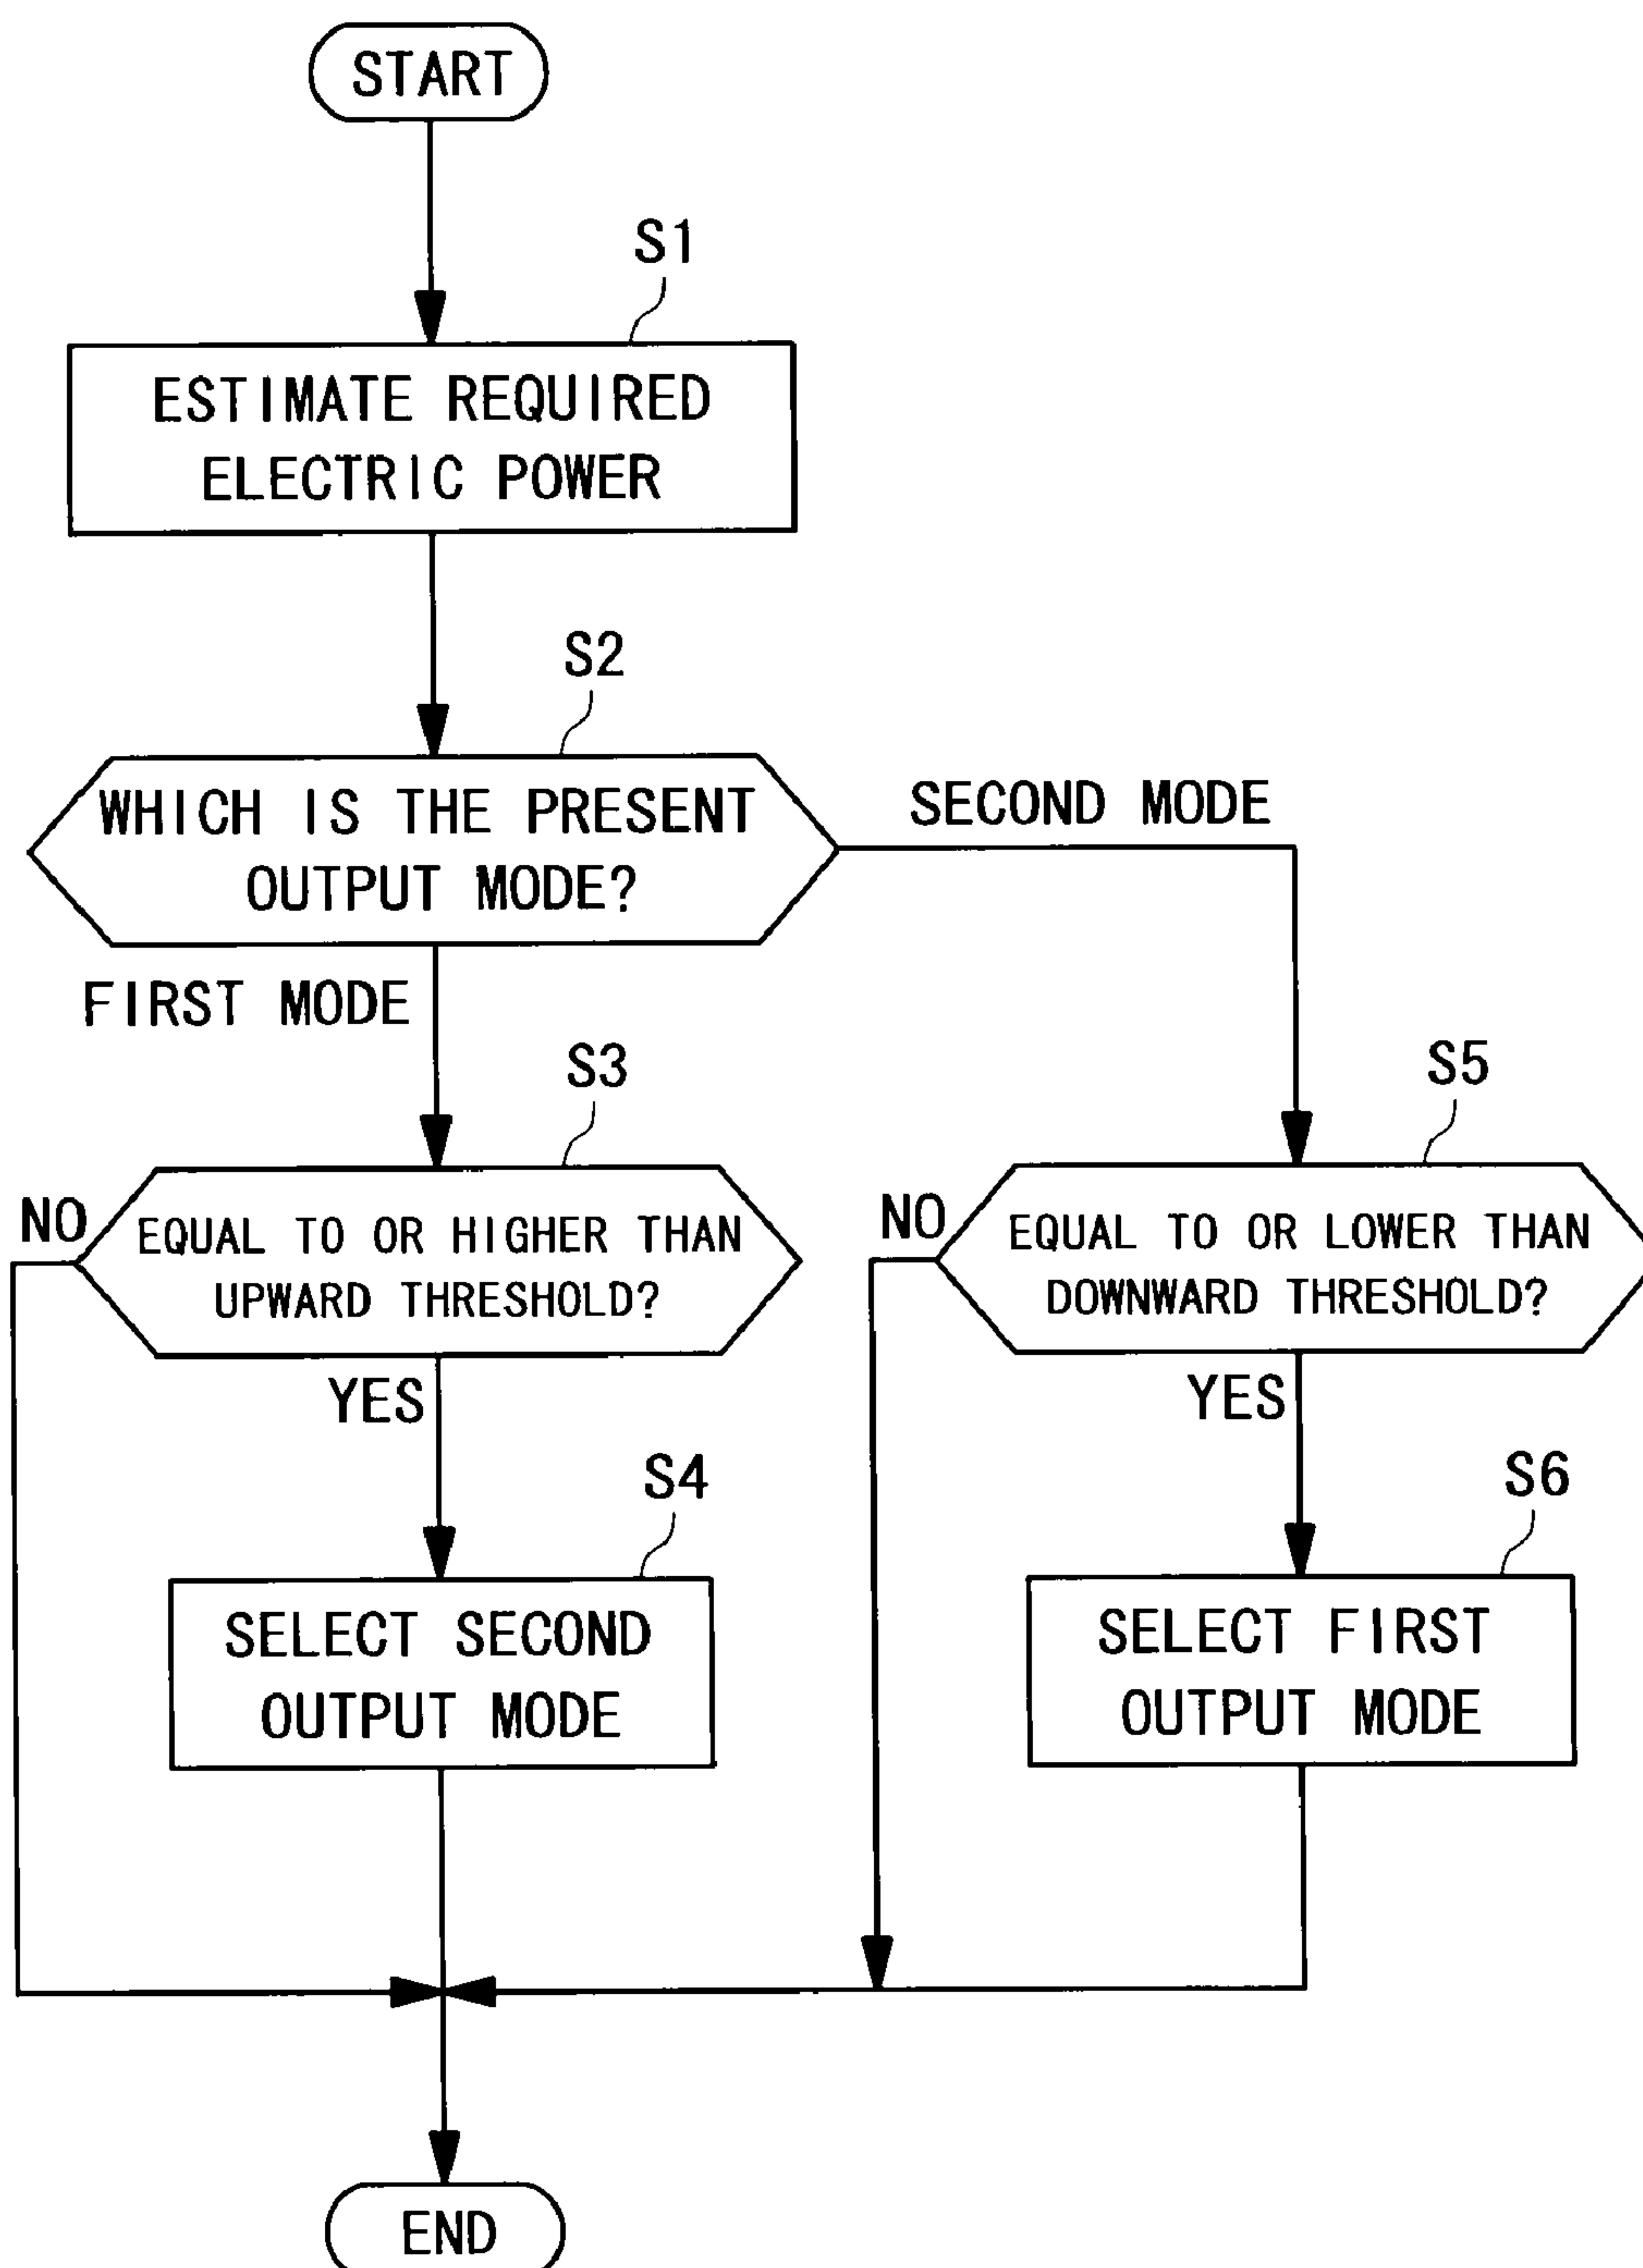 START
S1
ESTIMATE REQUIRED
ELECTRIC POWER
S2
WHICH IS THE PRESENT
OUTPUT MODE?
SECOND MODE
FIRST MODE
S3
NO
EQUAL TO OR HIGHER THAN
UPWARD THRESHOLD?
YES
S4
SELECT SECOND
OUTPUT MODE
S5
NO
EQUAL TO OR LOWER THAN
DOWNWARD THRESHOLD?
YES
S6
SELECT FIRST
OUTPUT MODE
END